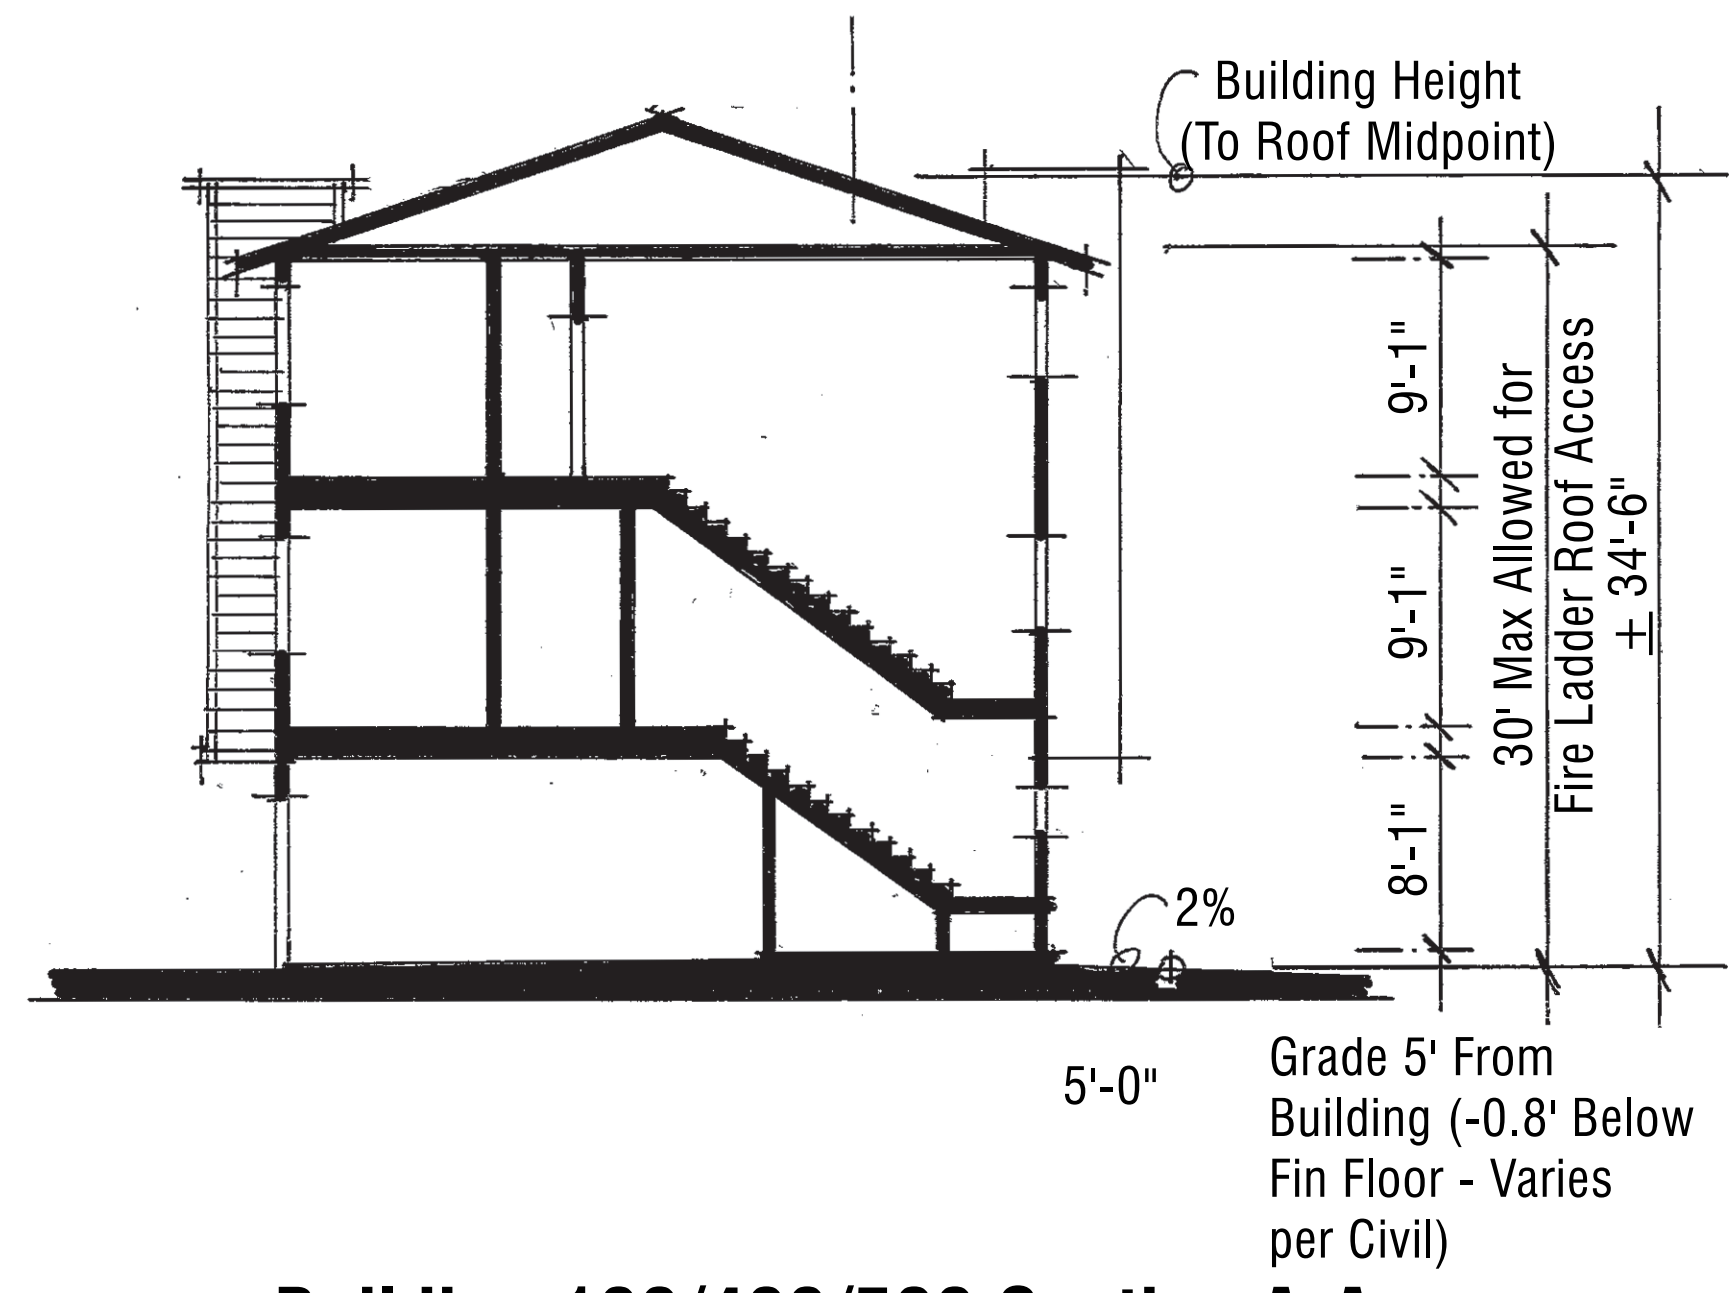 Building Height
(To Roof Midpoint)
9'-1"
9'-1"
8'-1"
30' Max Allowed for
Fire Ladder Roof Access
± 34'-6"
2%
5'-0"
Grade 5' From
Building (-0.8' Below
Fin Floor - Varies
per Civil)